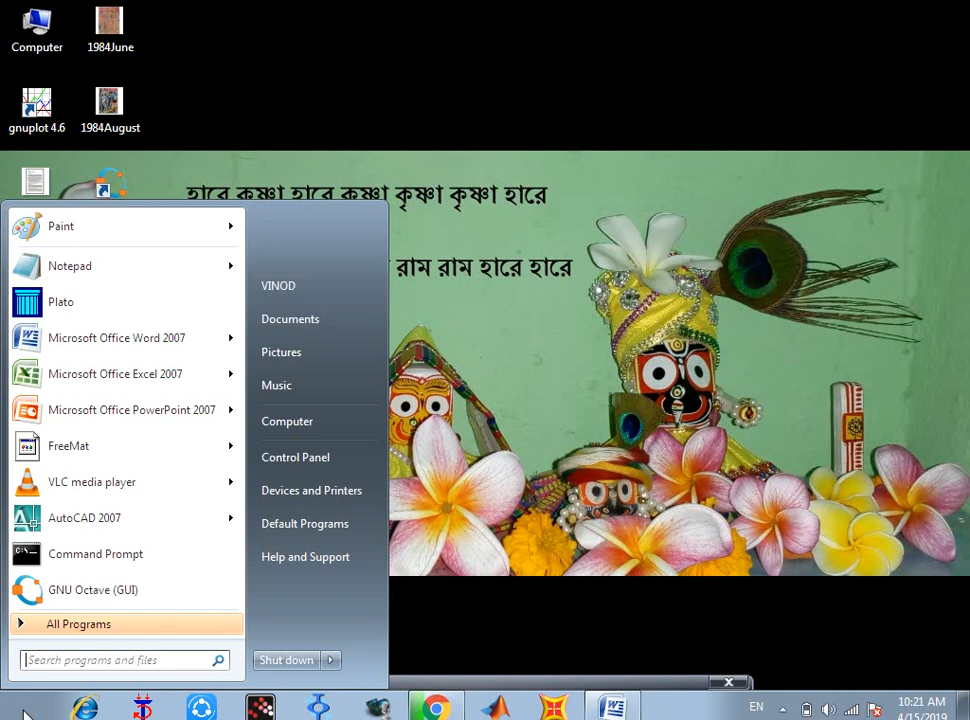 Computer
1984June
gnuplot 4.6
1984August
হারে কৃষ্ণা হারে কৃষ্ণা কৃষ্ণা কৃষ্ণা হারে
রাম রাম হারে হারে
Paint
Notepad
Plato
Microsoft Office Word 2007
Microsoft Office Excel 2007
Microsoft Office PowerPoint 2007
FreeMat
VLC media player
AutoCAD 2007
Command Prompt
GNU Octave (GUI)
All Programs
Search programs and files
VINOD
Documents
Pictures
Music
Computer
Control Panel
Devices and Printers
Default Programs
Help and Support
Shut down
EN
10:21 AM
4/15/2019